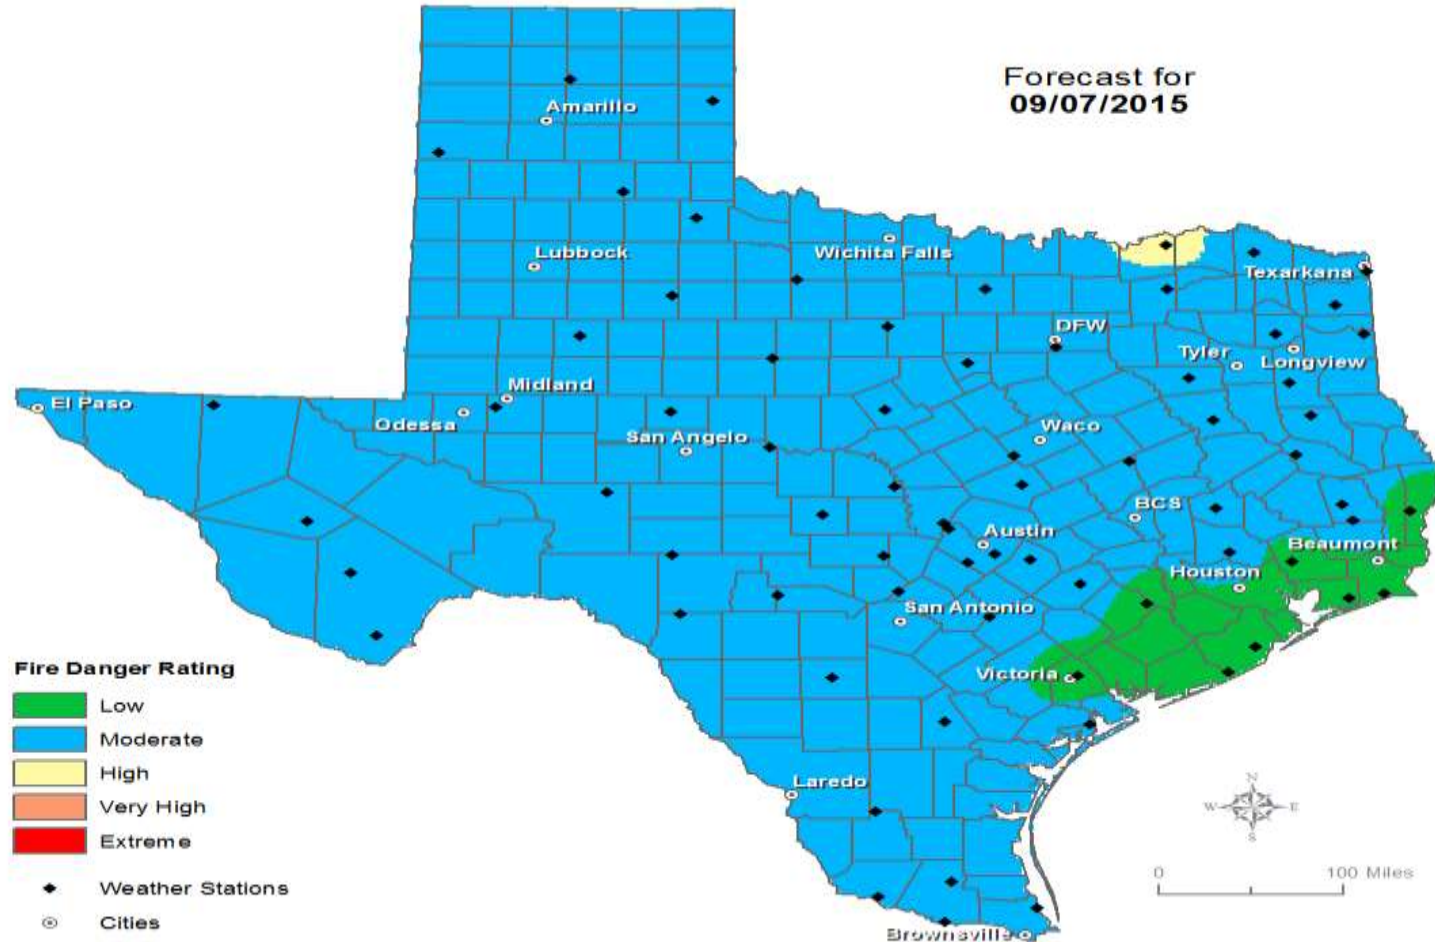 Forecast for
09/07/2015
Amarillo
Lubbock
Wichita Falls
Texarkana
DFW
Tyler
Longview
Midland
El Paso
Odessa
San Angelo
Waco
BCS
Austin
Beaumont
Houston
San Antonio
Victoria
Laredo
Brownsville
Fire Danger Rating
Low
Moderate
High
Very High
Extreme
Weather Stations
Cities
N
W
E
S
0
100 Miles